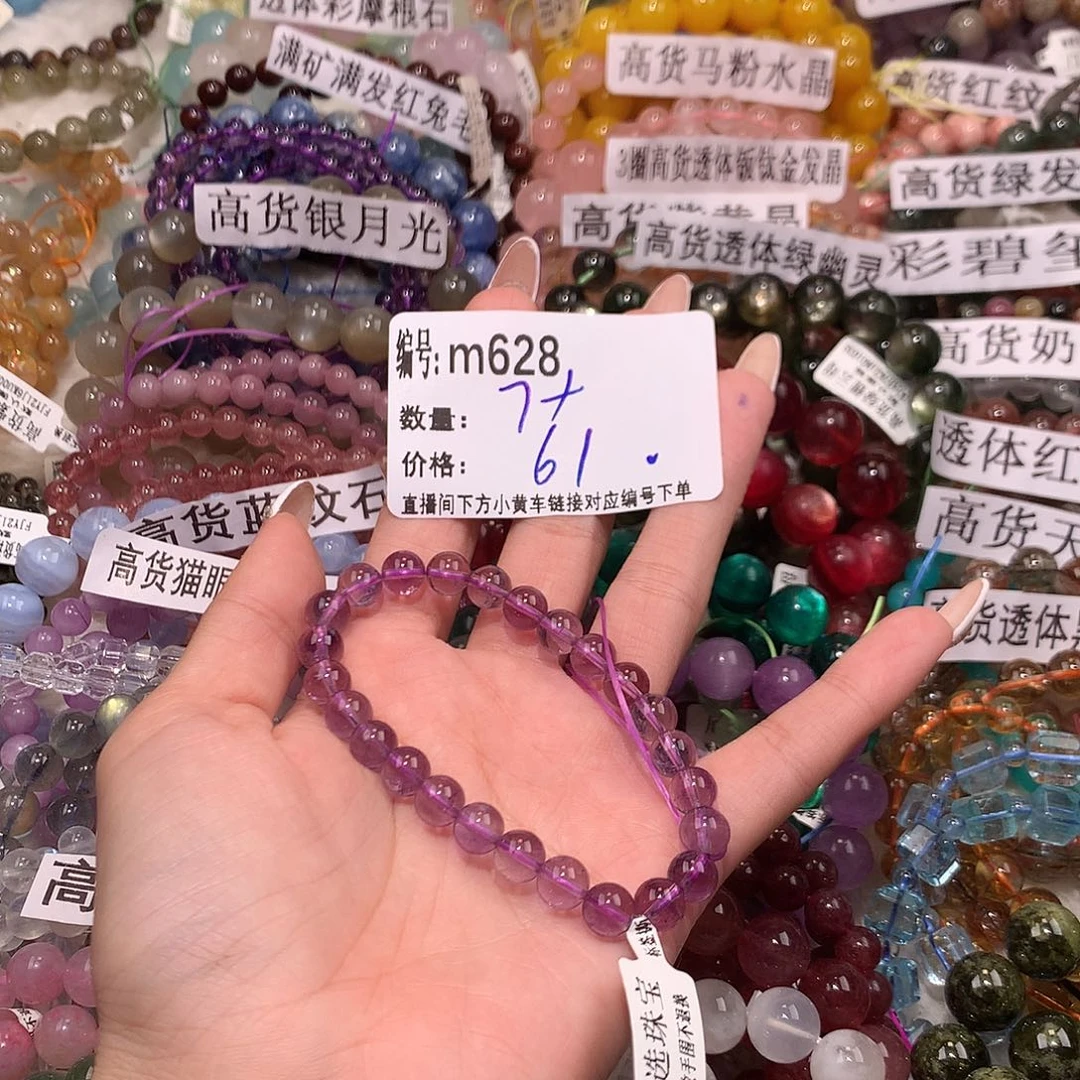 透体彩摩根石
满矿满发红兔毛
高货马粉水晶
高货红纹
3圈高货透体钣钛金发晶
高货绿发
高货银月光
高货透体绿幽灵
彩碧玺
高货奶
编号: m628
数量: 7+
价格: 61.
直播间下方小黄车链接对应编号下单
透体红
高货天
高货蓝纹石
高货猫眼
货透体
高
选珠宝